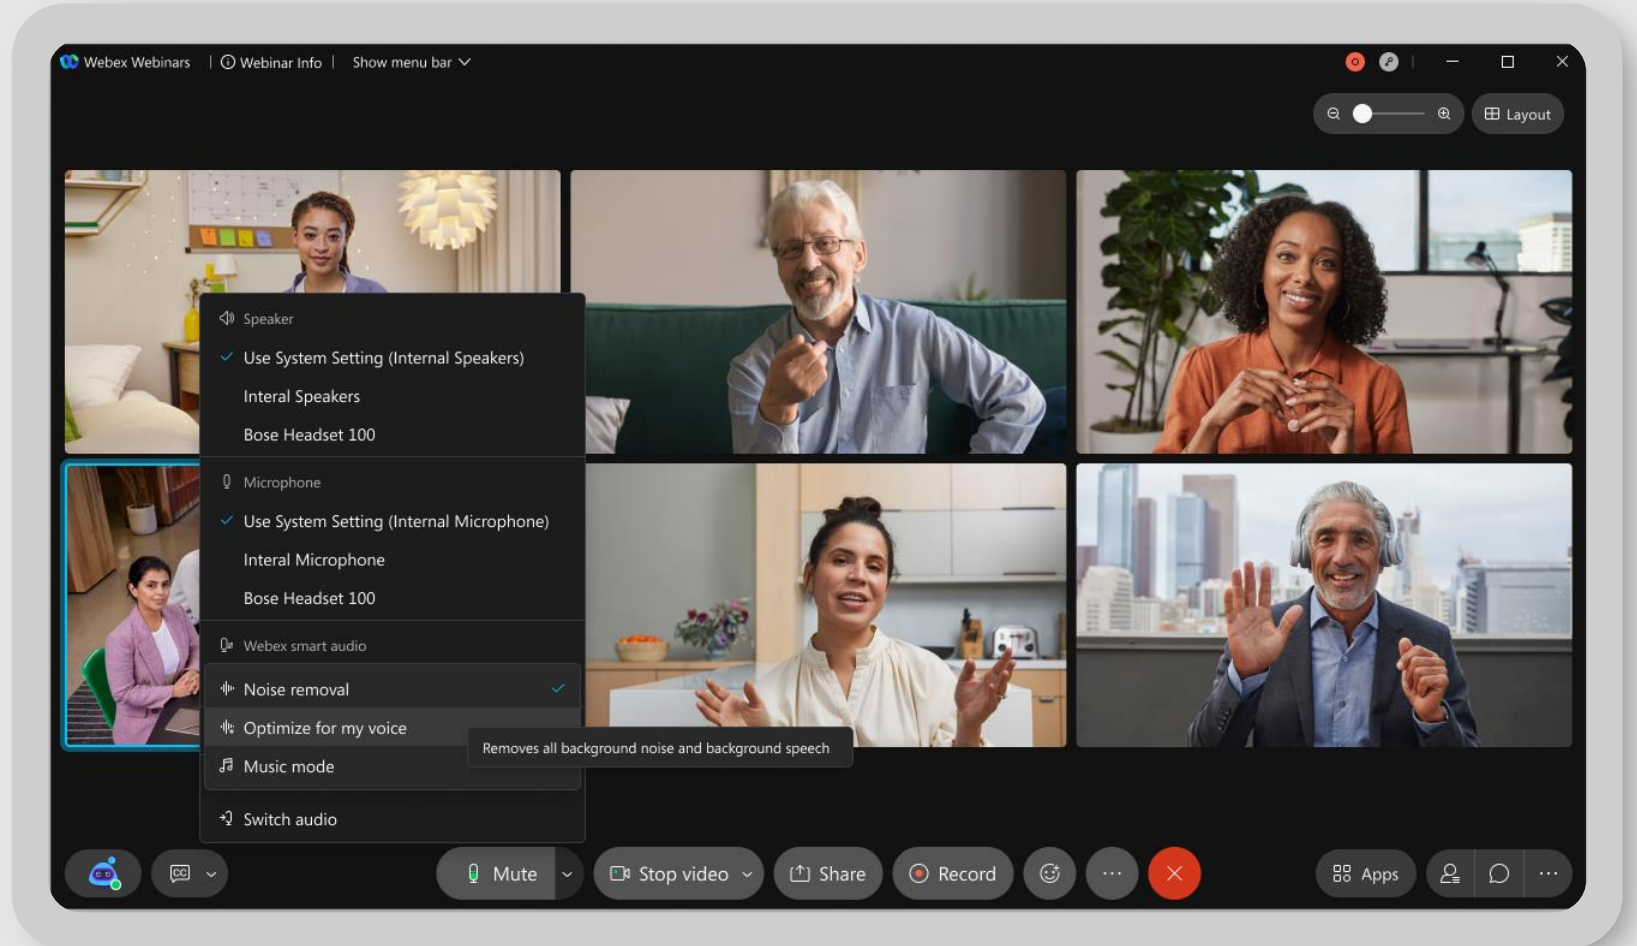 Webex Webinars
Webinar Info
Show menu bar
Layout
Speaker
Use System Setting (Internal Speakers)
Interal Speakers
Bose Headset 100
Microphone
Use System Setting (Internal Microphone)
Interal Microphone
Bose Headset 100
Webex smart audio
Noise removal
Optimize for my voice
Removes all background noise and background speech
Music mode
Switch audio
CC
Mute
Stop video
Share
Record
Apps